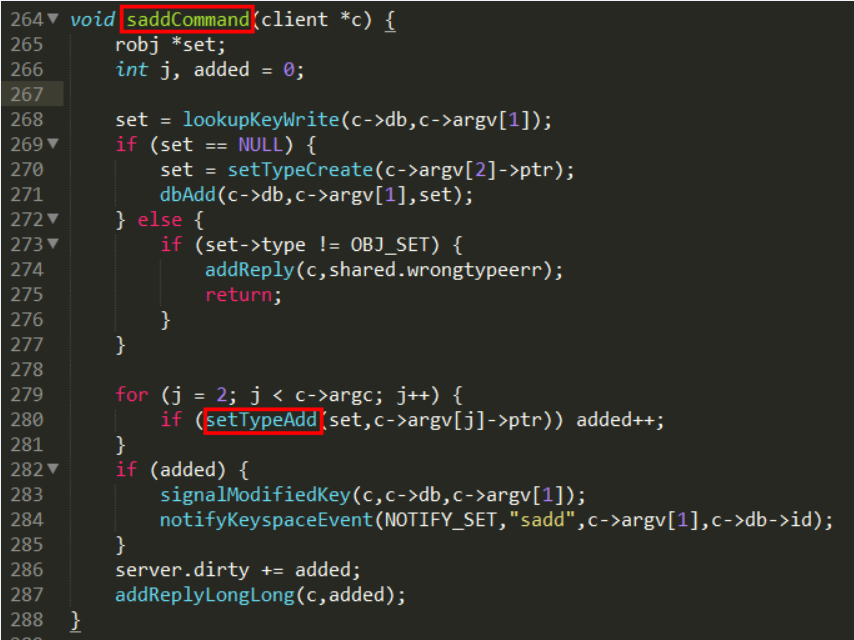 264 void saddCommand(client *c) {
265     robj *set;
266     int j, added = 0;
267
268     set = lookupKeyWrite(c->db,c->argv[1]);
269     if (set == NULL) {
270         set = setTypeCreate(c->argv[2]->ptr);
271         dbAdd(c->db,c->argv[1],set);
272     } else {
273         if (set->type != OBJ_SET) {
274             addReply(c,shared.wrongtypeerr);
275             return;
276         }
277     }
278
279     for (j = 2; j < c->argc; j++) {
280         if (setTypeAdd(set,c->argv[j]->ptr)) added++;
281     }
282     if (added) {
283         signalModifiedKey(c,c->db,c->argv[1]);
284         notifyKeyspaceEvent(NOTIFY_SET,"sadd",c->argv[1],c->db->id);
285     }
286     server.dirty += added;
287     addReplyLongLong(c,added);
288 }